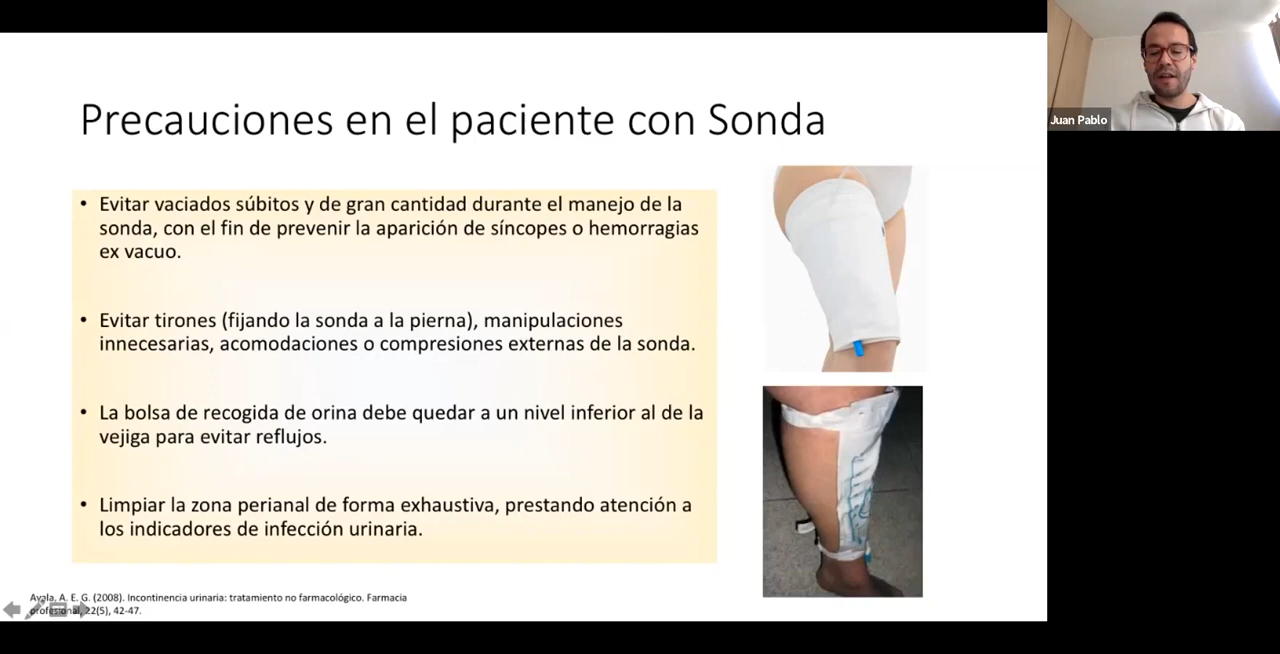 Precauciones en el paciente con Sonda
Juan Pablo
• Evitar vaciados súbitos y de gran cantidad durante el manejo de la
sonda, con el fin de prevenir la aparición de síncopes o hemorragias
ex vacuo.
• Evitar tirones (fijando la sonda a la pierna), manipulaciones
innecesarias, acomodaciones o compresiones externas de la sonda.
• La bolsa de recogida de orina debe quedar a un nivel inferior al de la
vejiga para evitar reflujos.
• Limpiar la zona perianal de forma exhaustiva, prestando atención a
los indicadores de infección urinaria.
Ayala, A. E. G. (2008). Incontinencia urinaria: tratamiento no farmacológico. Farmacia
profesional, 22(5), 42-47.